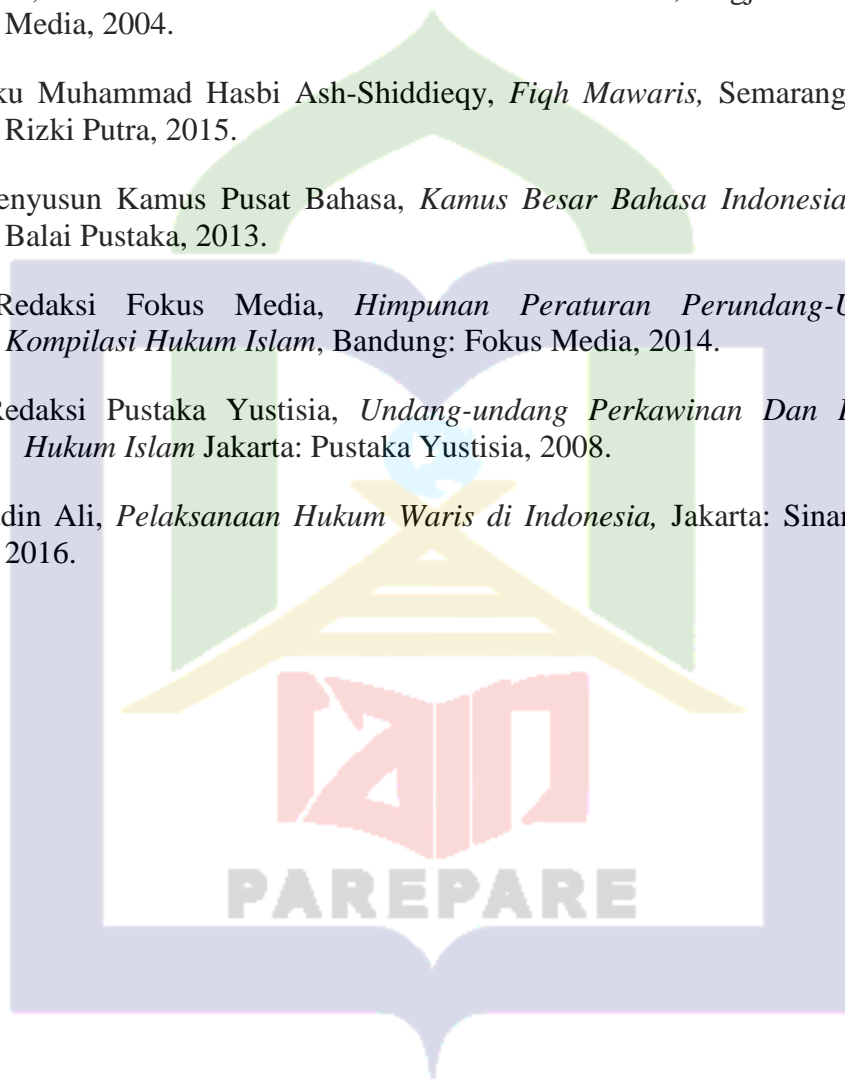 Media, 2004.
ku Muhammad Hasbi Ash-Shiddieqy, Fiqh Mawaris, Semarang
Rizki Putra, 2015.
enyusun Kamus Pusat Bahasa, Kamus Besar Bahasa Indonesia
Balai Pustaka, 2013.
Redaksi Fokus Media, Himpunan Peraturan Perundang-U
Kompilasi Hukum Islam, Bandung: Fokus Media, 2014.
Redaksi Pustaka Yustisia, Undang-undang Perkawinan Dan
Hukum Islam Jakarta: Pustaka Yustisia, 2008.
din Ali, Pelaksanaan Hukum Waris di Indonesia, Jakarta: Sinar
2016.
iain
PAREPARE